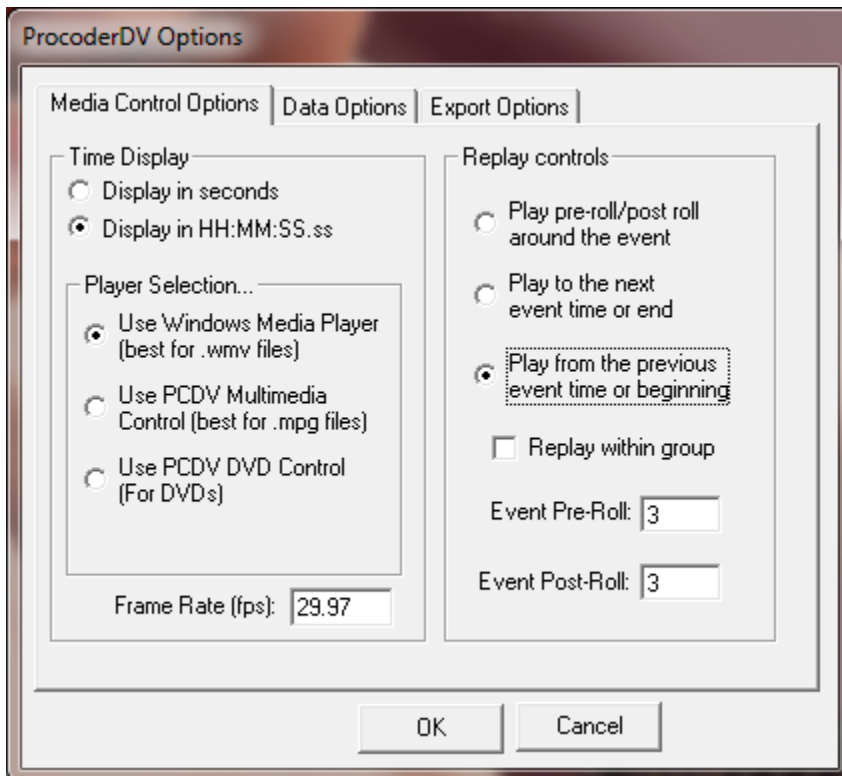 ProcoderDV Options
Media Control Options
Data Options
Export Options
Time Display
Display in seconds
Display in HH:MM:SS.ss
Player Selection...
Use Windows Media Player
(best for .wmv files)
Use PCDV Multimedia
Control (best for .mpg files)
Use PCDV DVD Control
(For DVDs)
Frame Rate (fps): 29.97
Replay controls
Play pre-roll/post roll
around the event
Play to the next
event time or end
Play from the previous
event time or beginning
Replay within group
Event Pre-Roll: 3
Event Post-Roll: 3
OK
Cancel